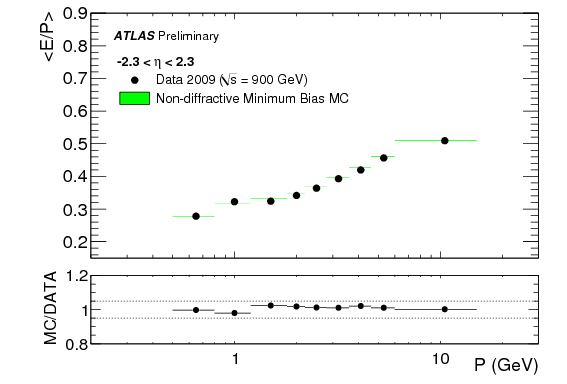 <E/P>
0.9
0.8
0.7
0.6
0.5
0.4
0.3
0.2
ATLAS Preliminary
-2.3 < η < 2.3
Data 2009 (√s = 900 GeV)
Non-diffractive Minimum Bias MC
MC/DATA
1.2
1
0.8
1
10
P (GeV)